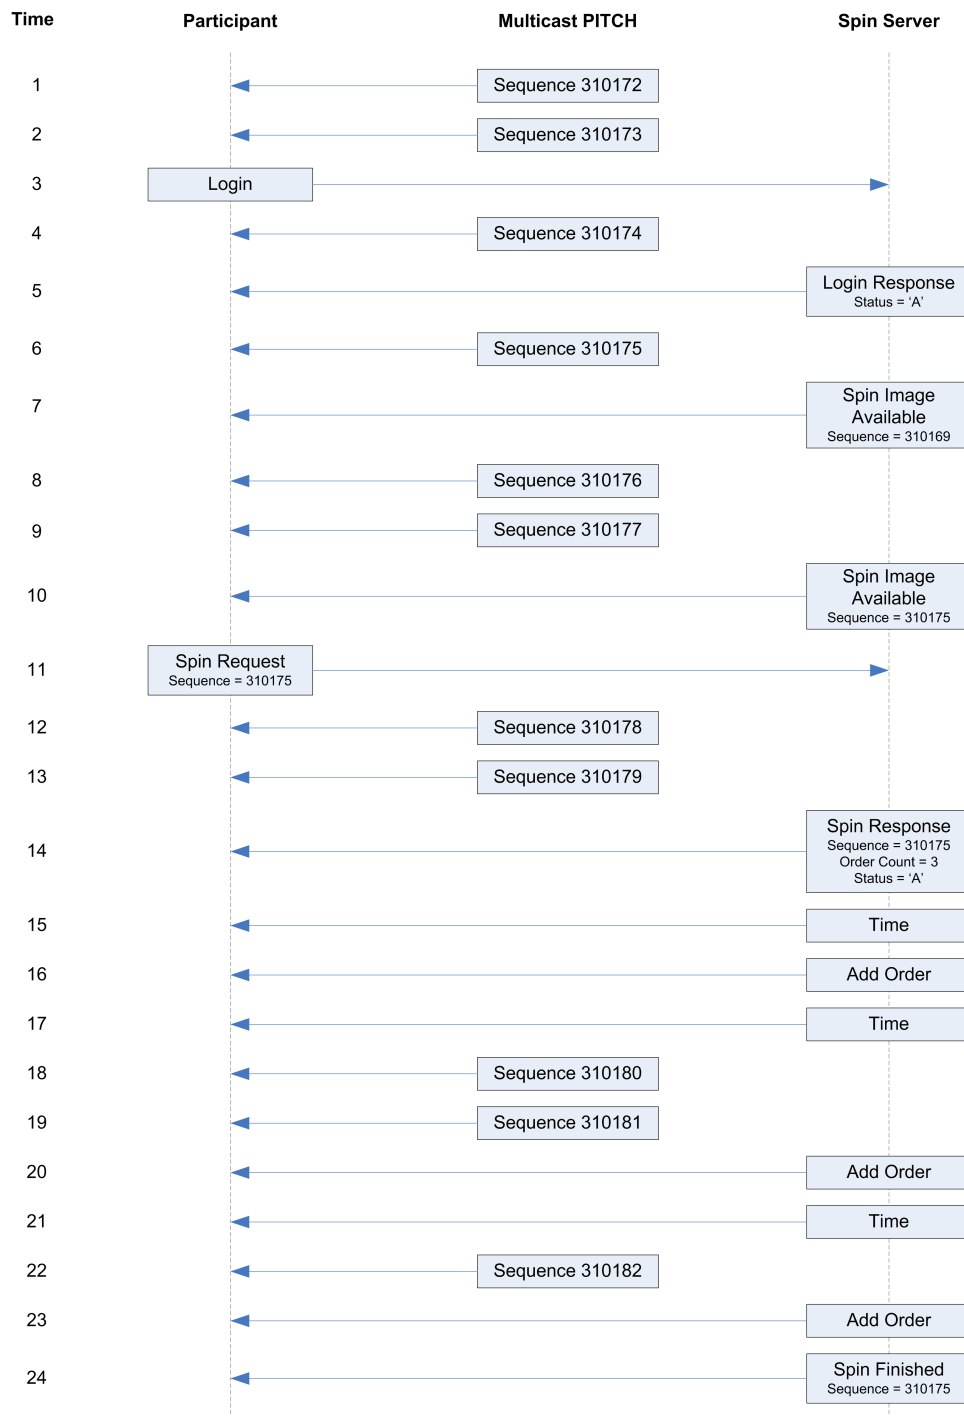 Time Participant Multicast PITCH Spin Server
1 Sequence 310172
2 Sequence 310173
3 Login
4 Sequence 310174
5 Login Response
Status = ‘A’
6 Sequence 310175
7 Spin Image
Available
Sequence = 310169
8 Sequence 310176
9 Sequence 310177
10 Spin Image
Available
Sequence = 310175
11 Spin Request
Sequence = 310175
12 Sequence 310178
13 Sequence 310179
14 Spin Response
Sequence = 310175
Order Count = 3
Status = ‘A’
15 Time
16 Add Order
17 Time
18 Sequence 310180
19 Sequence 310181
20 Add Order
21 Time
22 Sequence 310182
23 Add Order
24 Spin Finished
Sequence = 310175